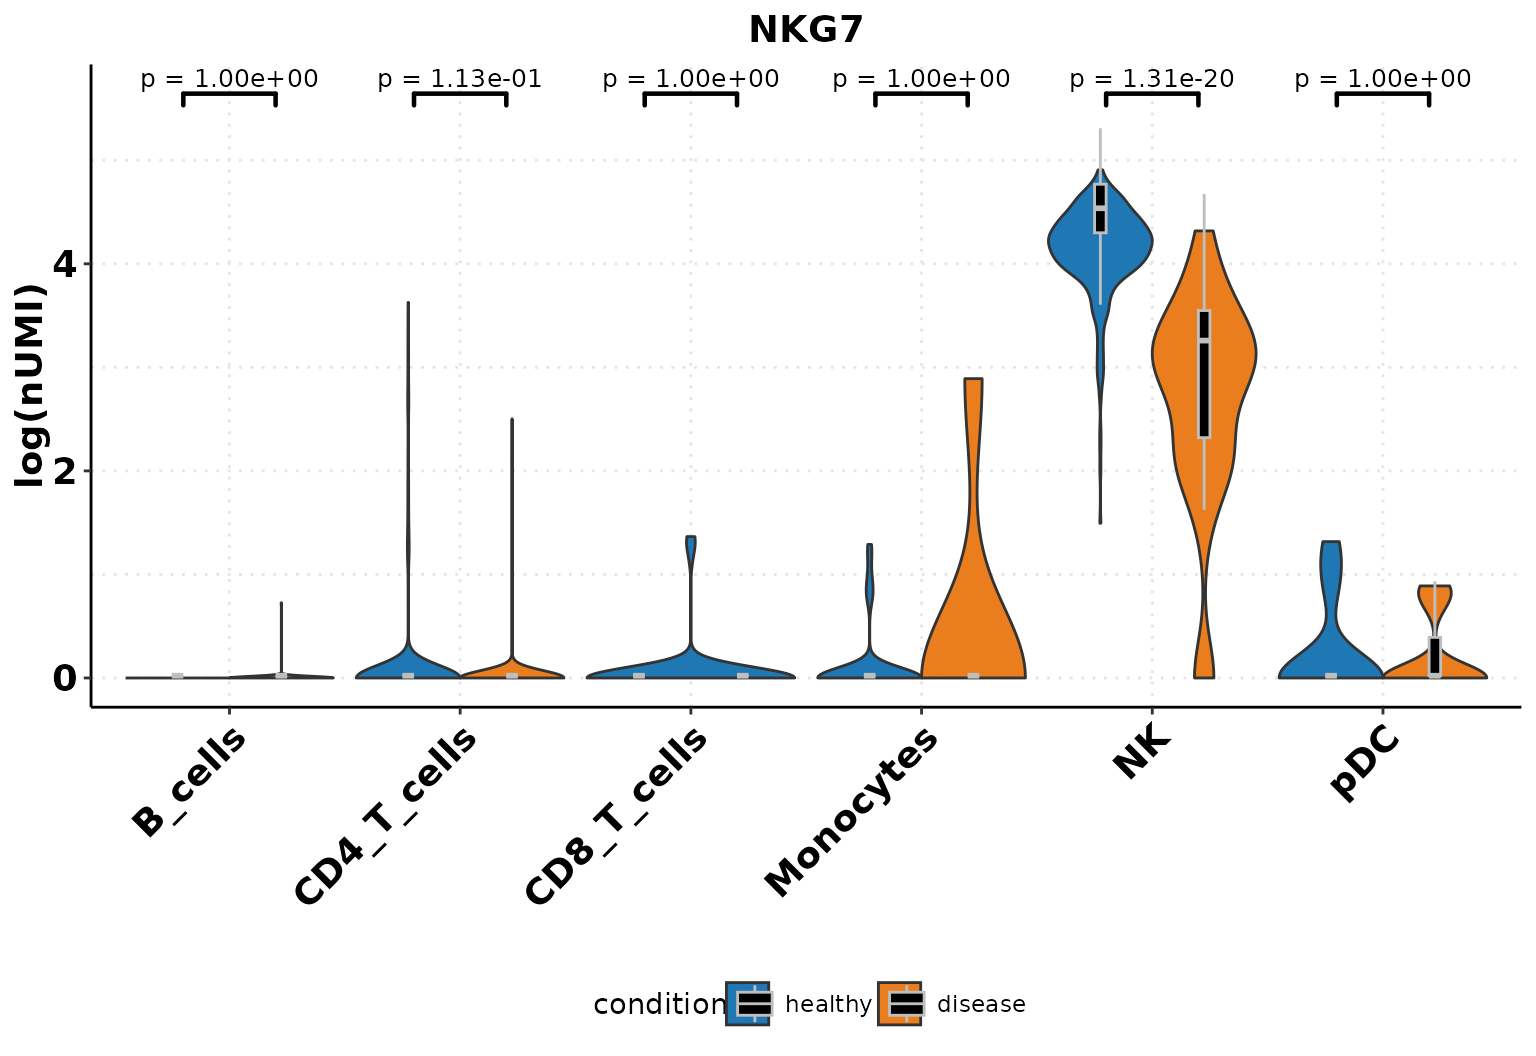 NKG7
p = 1.00e+00 p = 1.13e-01 p = 1.00e+00 p = 1.00e+00 p = 1.31e-20 p = 1.00e+00
log(nUMI)
4
2
0
B_cells CD4_T_cells CD8_T_cells Monocytes NK pDC
condition healthy disease